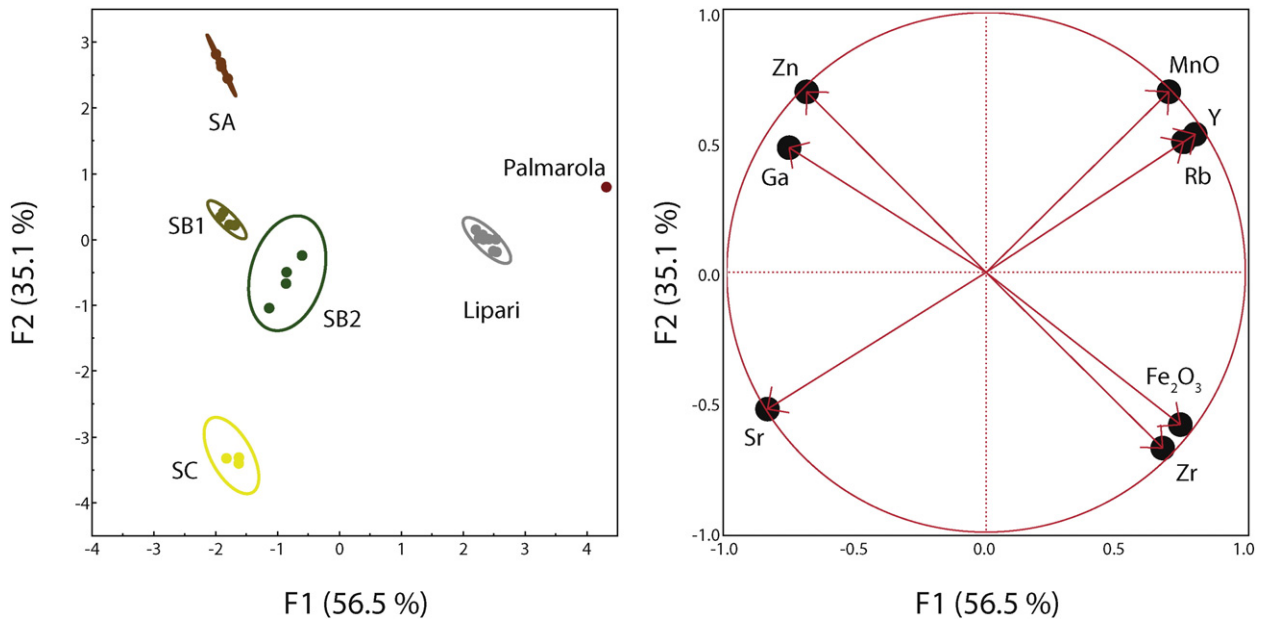 3
2
1
0
-1
-2
-3
-4
F2 (35.1 %)
SA
SB1
SB2
SC
Palmarola
Lipari
-4
-3
-2
-1
0
1
2
3
4
F1 (56.5 %)
1.0
0.5
0.0
-0.5
-1.0
F2 (35.1 %)
Zn
MnO
Y
Ga
Rb
Sr
Fe₂O₃
Zr
-1.0
-0.5
0.0
0.5
1.0
F1 (56.5 %)